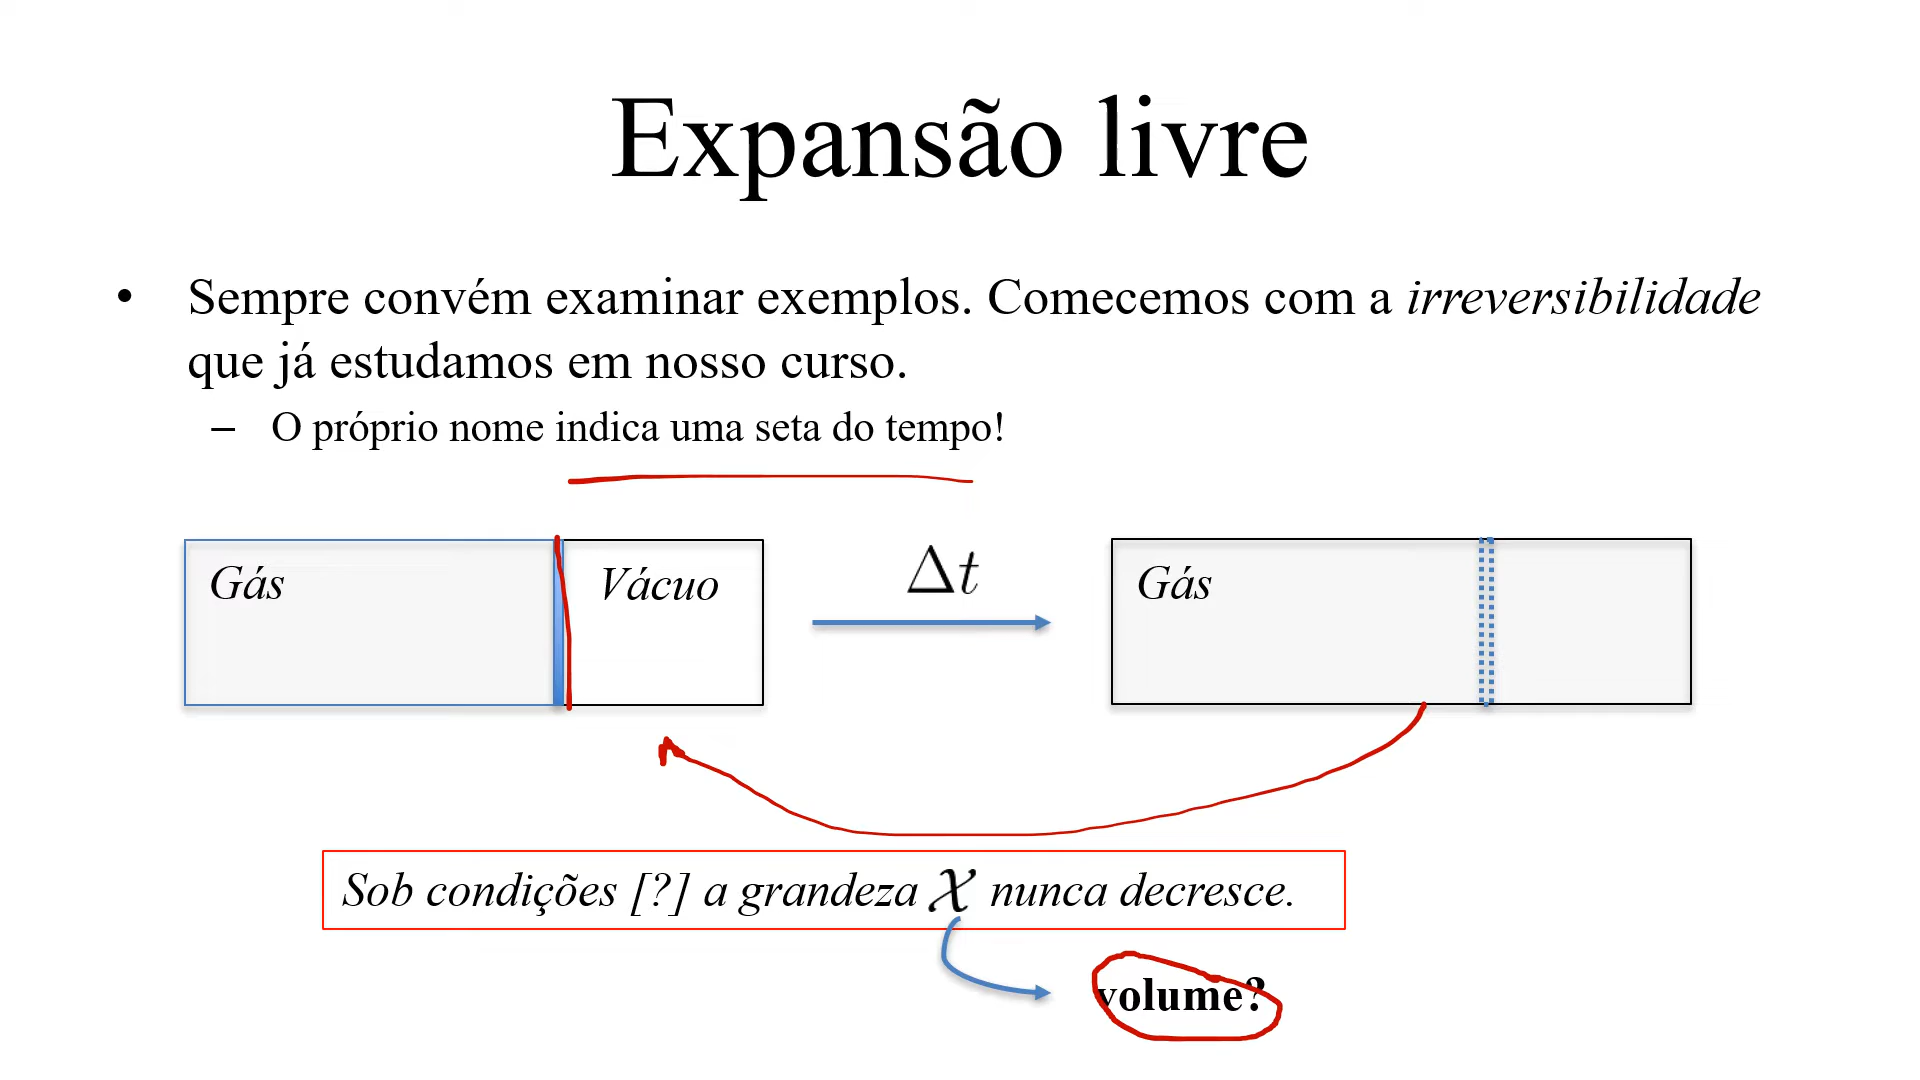 Expansão livre
• Sempre convém examinar exemplos. Comecemos com a irreversibilidade
que já estudamos em nosso curso.
– O próprio nome indica uma seta do tempo!
Gás
Vácuo
Δt
Gás
Sob condições [?] a grandeza 𝒳 nunca decresce.
volume?